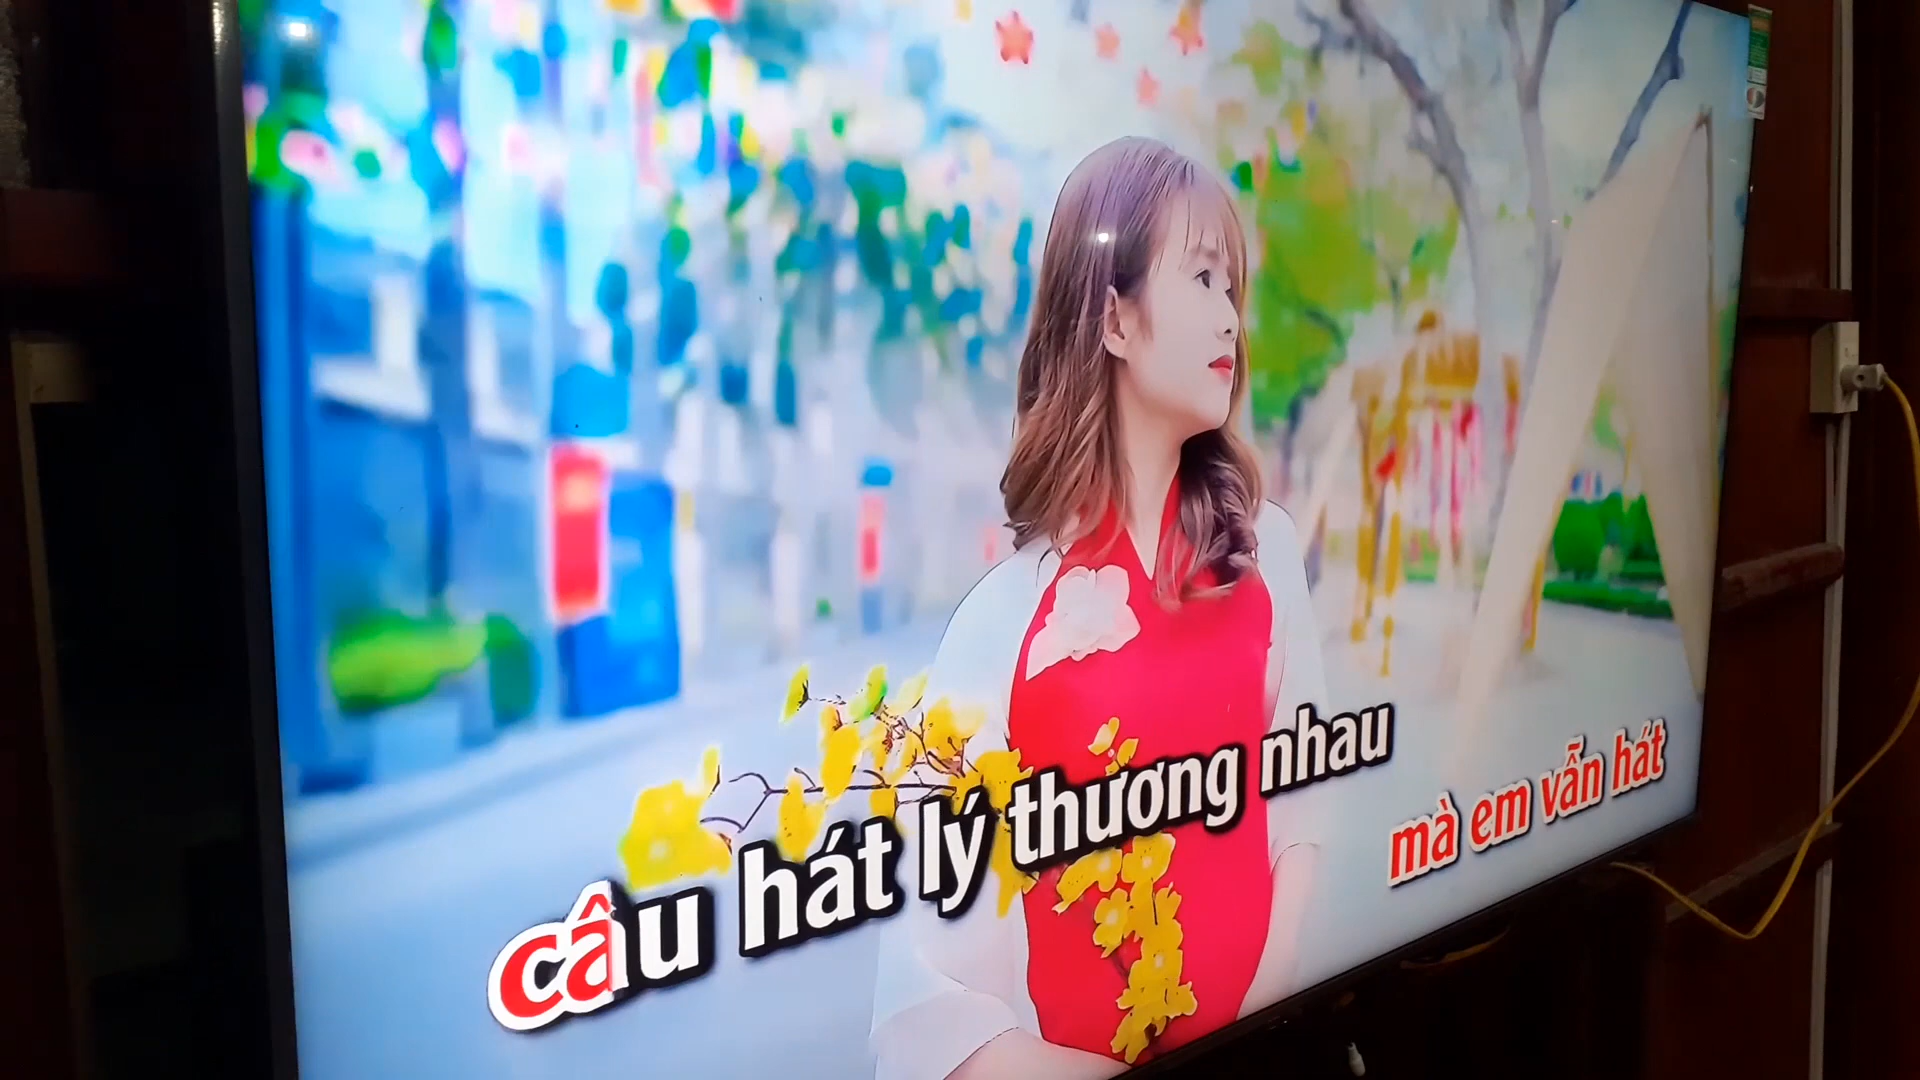 mà em vẫn hát
câu hát lý thương nhau